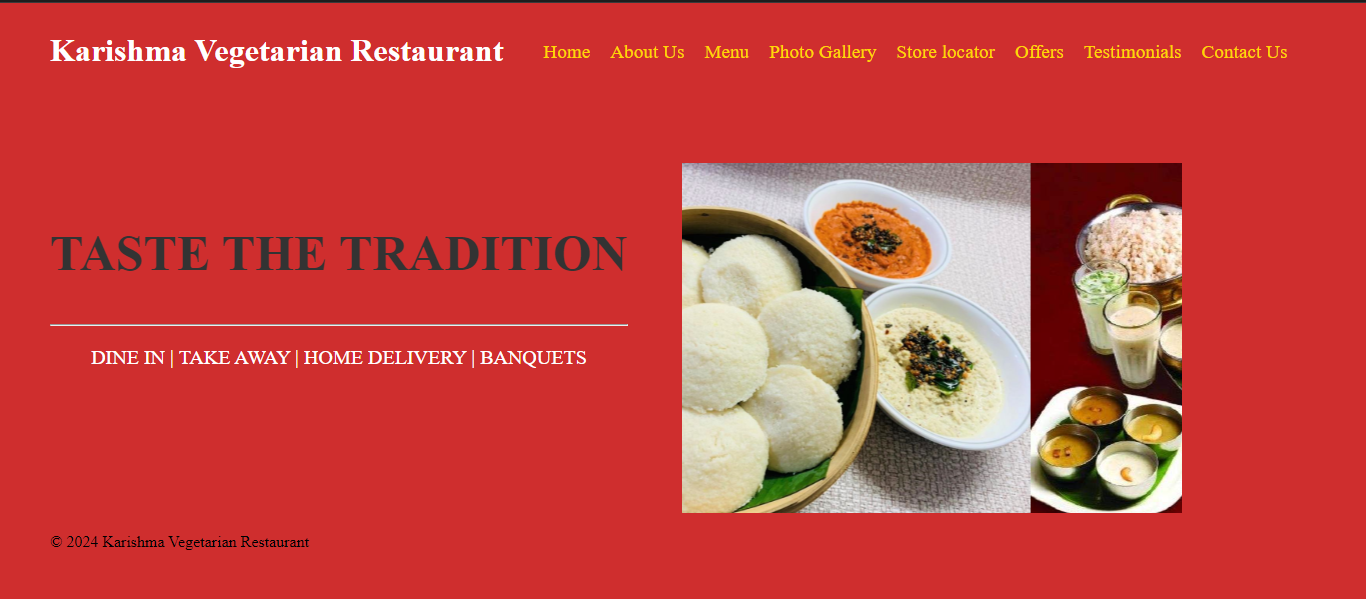 Karishma Vegetarian Restaurant
Home About Us Menu Photo Gallery Store locator Offers Testimonials Contact Us
TASTE THE TRADITION
DINE IN | TAKE AWAY | HOME DELIVERY | BANQUETS
© 2024 Karishma Vegetarian Restaurant